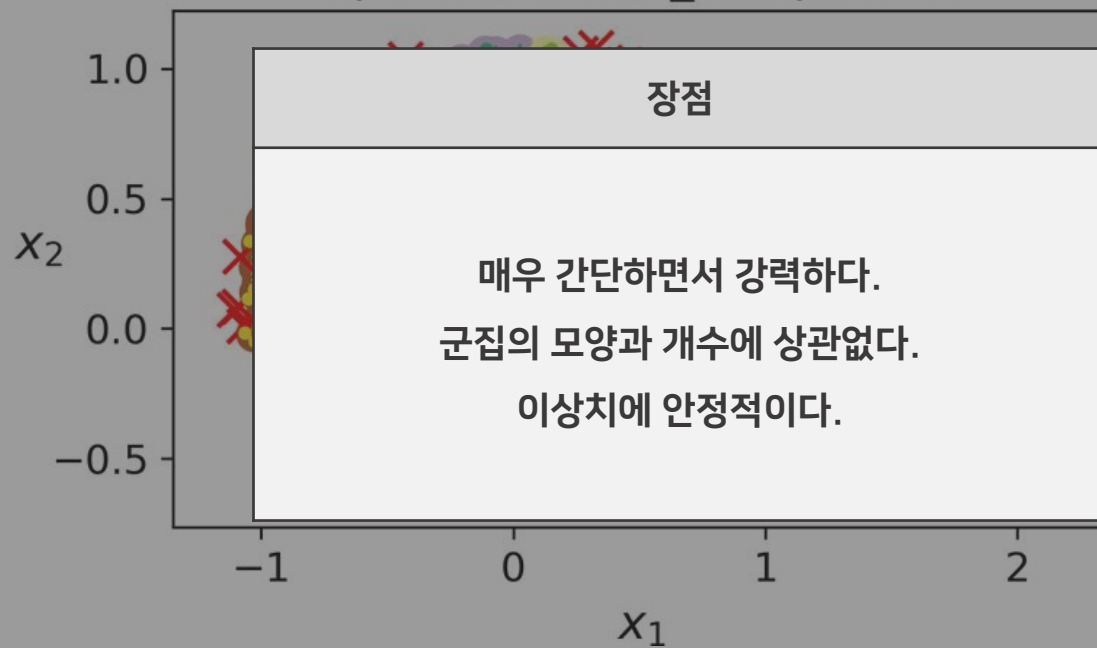 1.0
장점
0.5
x₂
매우 간단하면서 강력하다.
0.0
군집의 모양과 개수에 상관없다.
이상치에 안정적이다.
−0.5
−1 0 1 2
x₁